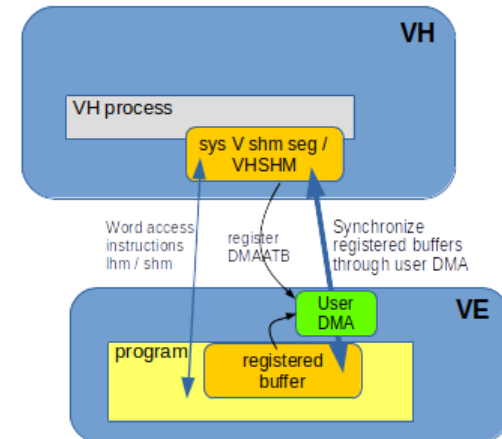 VH
VH process
sys V shm seg /
VHSHM
Word access
instructions
lhm / shm
register
DMAATB
Synchronize
registered buffers
through user DMA
User
DMA
VE
program
registered
buffer